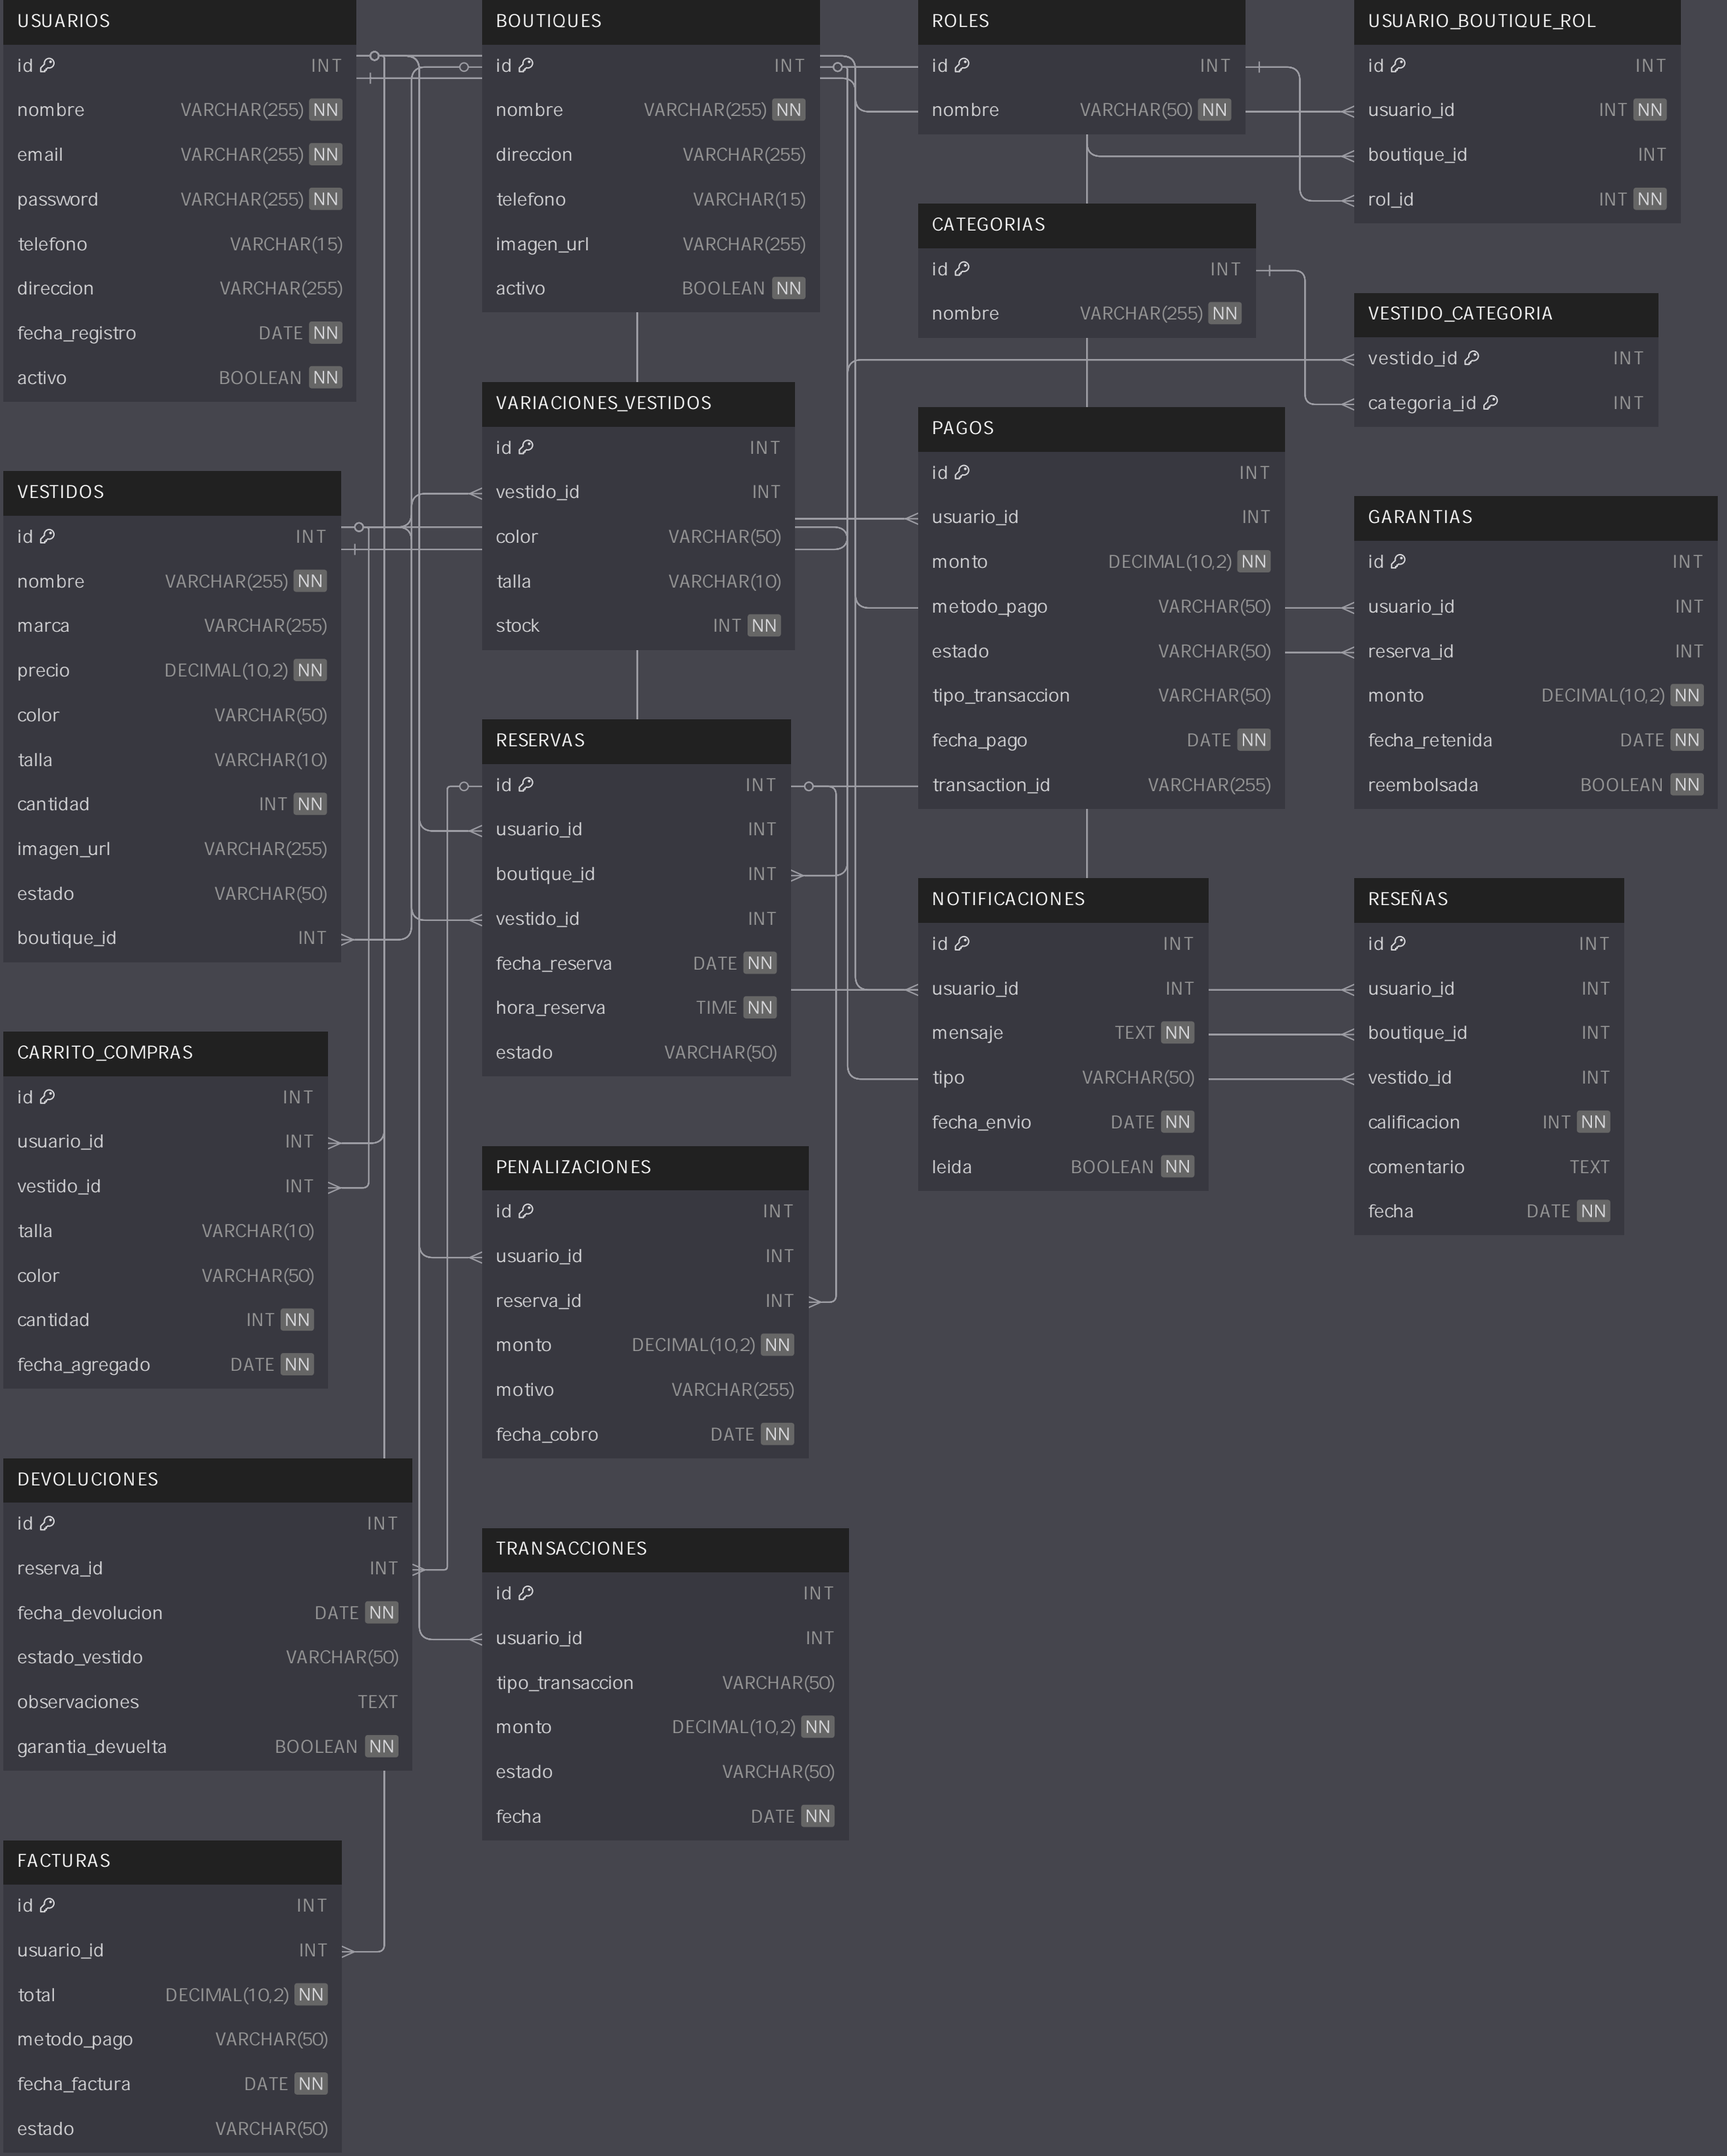 USUARIOS
id INT
nombre VARCHAR(255) NN
email VARCHAR(255) NN
password VARCHAR(255) NN
telefono VARCHAR(15)
direccion VARCHAR(255)
fecha_registro DATE NN
activo BOOLEAN NN
VESTIDOS
id INT
nombre VARCHAR(255) NN
marca VARCHAR(255)
precio DECIMAL(10,2) NN
color VARCHAR(50)
talla VARCHAR(10)
cantidad INT NN
imagen_url VARCHAR(255)
estado VARCHAR(50)
boutique_id INT
CARRITO_COMPRAS
id INT
usuario_id INT
vestido_id INT
talla VARCHAR(10)
color VARCHAR(50)
cantidad INT NN
fecha_agregado DATE NN
DEVOLUCIONES
id INT
reserva_id INT
fecha_devolucion DATE NN
estado_vestido VARCHAR(50)
observaciones TEXT
garantia_devuelta BOOLEAN NN
FACTURAS
id INT
usuario_id INT
total DECIMAL(10,2) NN
metodo_pago VARCHAR(50)
fecha_factura DATE NN
estado VARCHAR(50)
BOUTIQUES
id INT
nombre VARCHAR(255) NN
direccion VARCHAR(255)
telefono VARCHAR(15)
imagen_url VARCHAR(255)
activo BOOLEAN NN
VARIACIONES_VESTIDOS
id INT
vestido_id INT
color VARCHAR(50)
talla VARCHAR(10)
stock INT NN
RESERVAS
id INT
usuario_id INT
boutique_id INT
vestido_id INT
fecha_reserva DATE NN
hora_reserva TIME NN
estado VARCHAR(50)
PENALIZACIONES
id INT
usuario_id INT
reserva_id INT
monto DECIMAL(10,2) NN
motivo VARCHAR(255)
fecha_cobro DATE NN
TRANSACCIONES
id INT
usuario_id INT
tipo_transaccion VARCHAR(50)
monto DECIMAL(10,2) NN
estado VARCHAR(50)
fecha DATE NN
ROLES
id INT
nombre VARCHAR(50) NN
CATEGORIAS
id INT
nombre VARCHAR(255) NN
PAGOS
id INT
usuario_id INT
monto DECIMAL(10,2) NN
metodo_pago VARCHAR(50)
estado VARCHAR(50)
tipo_transaccion VARCHAR(50)
fecha_pago DATE NN
transaction_id VARCHAR(255)
NOTIFICACIONES
id INT
usuario_id INT
mensaje TEXT NN
tipo VARCHAR(50)
fecha_envio DATE NN
leida BOOLEAN NN
USUARIO_BOUTIQUE_ROL
id INT
usuario_id INT NN
boutique_id INT
rol_id INT NN
VESTIDO_CATEGORIA
vestido_id INT
categoria_id INT
GARANTIAS
id INT
usuario_id INT
reserva_id INT
monto DECIMAL(10,2) NN
fecha_retenida DATE NN
reembolsada BOOLEAN NN
RESEÑAS
id INT
usuario_id INT
boutique_id INT
vestido_id INT
calificacion INT NN
comentario TEXT
fecha DATE NN